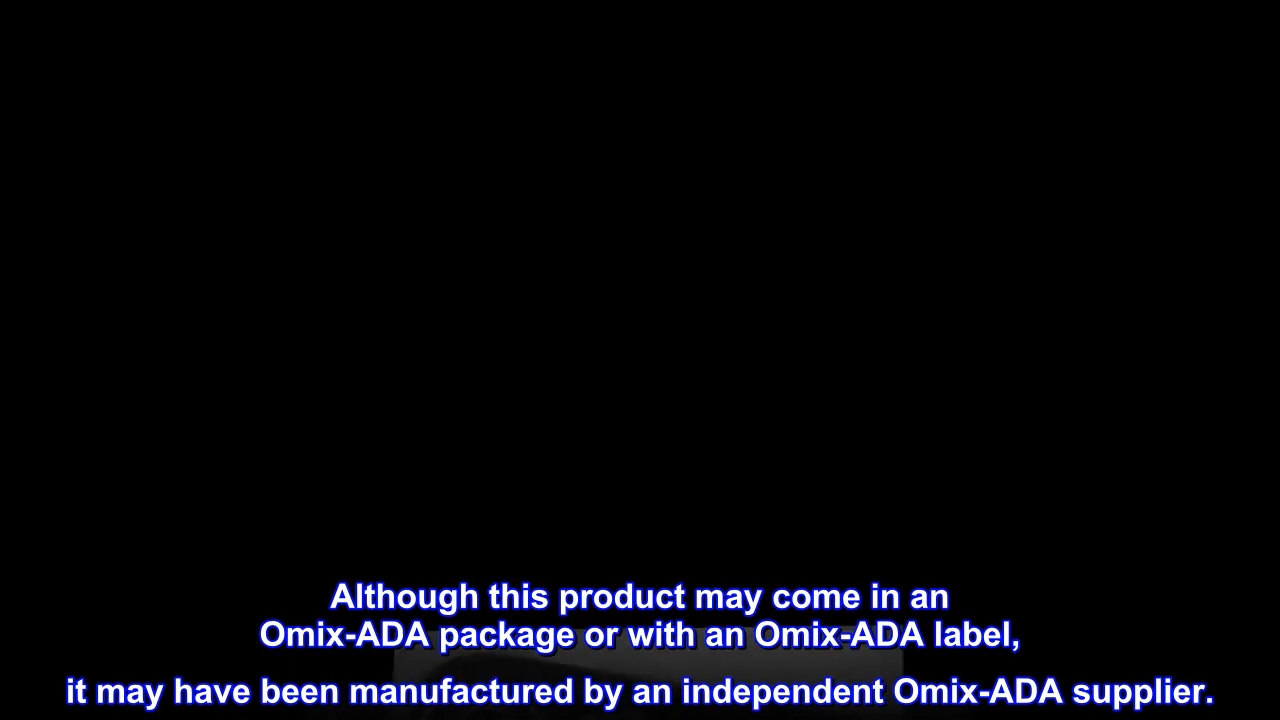 Although this product may come in an
Omix-ADA package or with an Omix-ADA label,
it may have been manufactured by an independent Omix-ADA supplier.